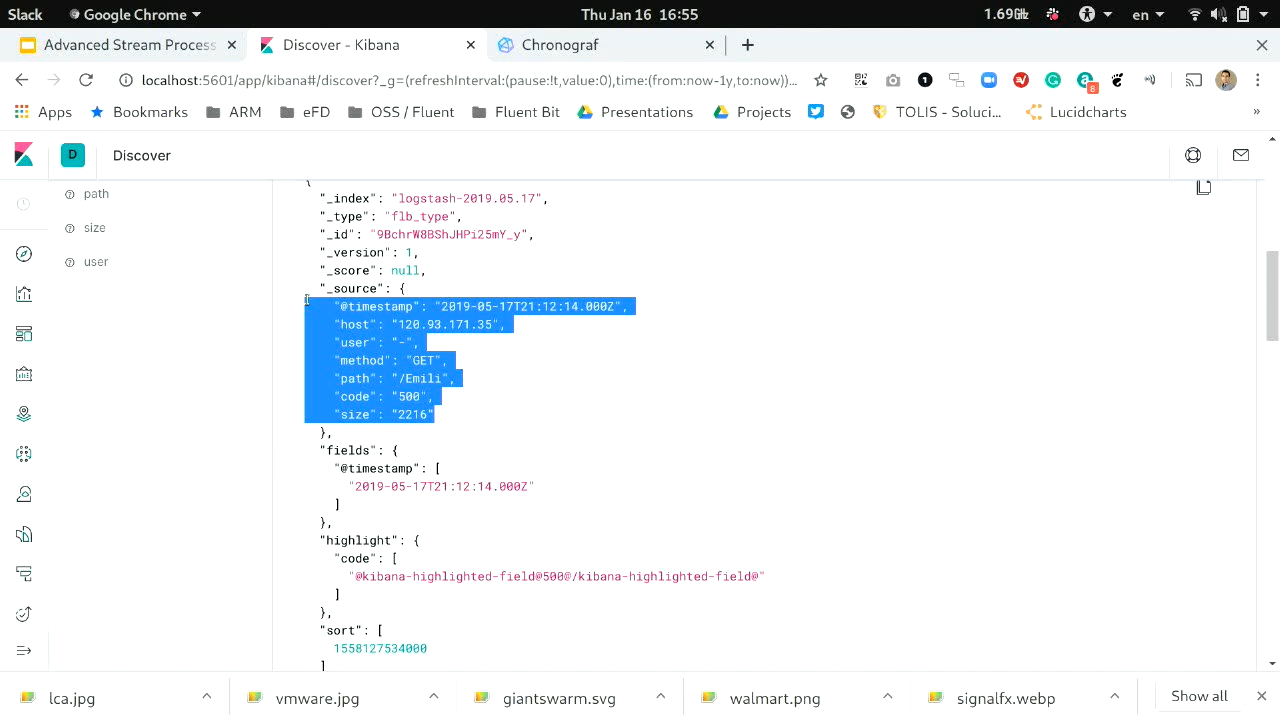 Slack Google Chrome Thu Jan 16 16:55 1.69GHz en
Advanced Stream Process Discover - Kibana Chronograf
localhost:5601/app/kibana#/discover?_g=(refreshInterval:(pause:!t,value:0),time:(from:now-1y,to:now))... 8
Apps Bookmarks ARM eFD OSS / Fluent Fluent Bit Presentations Projects TOLIS - Soluci... Lucidcharts »
D Discover
path
size
user
{
"_index": "logstash-2019.05.17",
"_type": "flb_type",
"_id": "9BchrW8BShJHPi25mY_y",
"_version": 1,
"_score": null,
"_source": {
"@timestamp": "2019-05-17T21:12:14.000Z",
"host": "120.93.171.35",
"user": "-",
"method": "GET",
"path": "/Emili",
"code": "500",
"size": "2216"
},
"fields": {
"@timestamp": [
"2019-05-17T21:12:14.000Z"
]
},
"highlight": {
"code": [
"@kibana-highlighted-field@500@/kibana-highlighted-field@"
]
},
"sort": [
1558127534000
]
lca.jpg vmware.jpg giantswarm.svg walmart.png signalfx.webp Show all